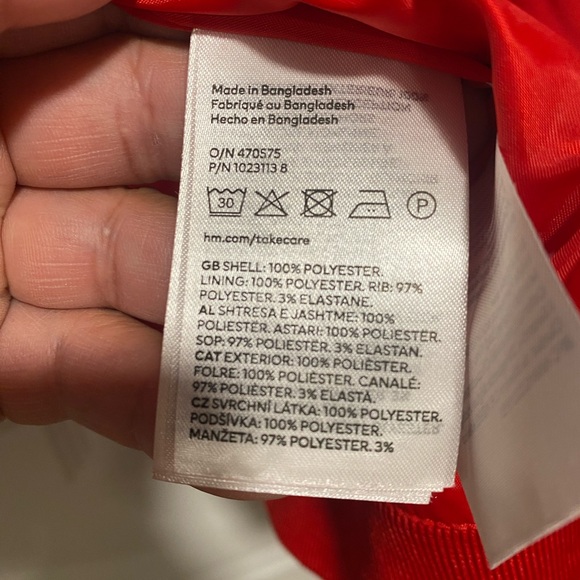 Made in Bangladesh
Fabriqué au Bangladesh
Hecho en Bangladesh
O/N 470575
P/N 1023113 8
30 P
hm.com/takecare
GB SHELL: 100% POLYESTER.
LINING: 100% POLYESTER. RIB: 97%
POLYESTER. 3% ELASTANE.
AL SHTRESA E JASHTME: 100%
POLIESTËR. ASTARI: 100% POLIESTER.
SOP: 97% POLIESTER. 3% ELASTAN.
CAT EXTERIOR: 100% POLIÈSTER.
FOLRE: 100% POLIÈSTER. CANALÉ:
97% POLIÈSTER. 3% ELASTÀ.
CZ SVRCHNÍ LÁTKA: 100% POLYESTER.
PODŠÍVKA: 100% POLYESTER.
MANŽETA: 97% POLYESTER. 3%